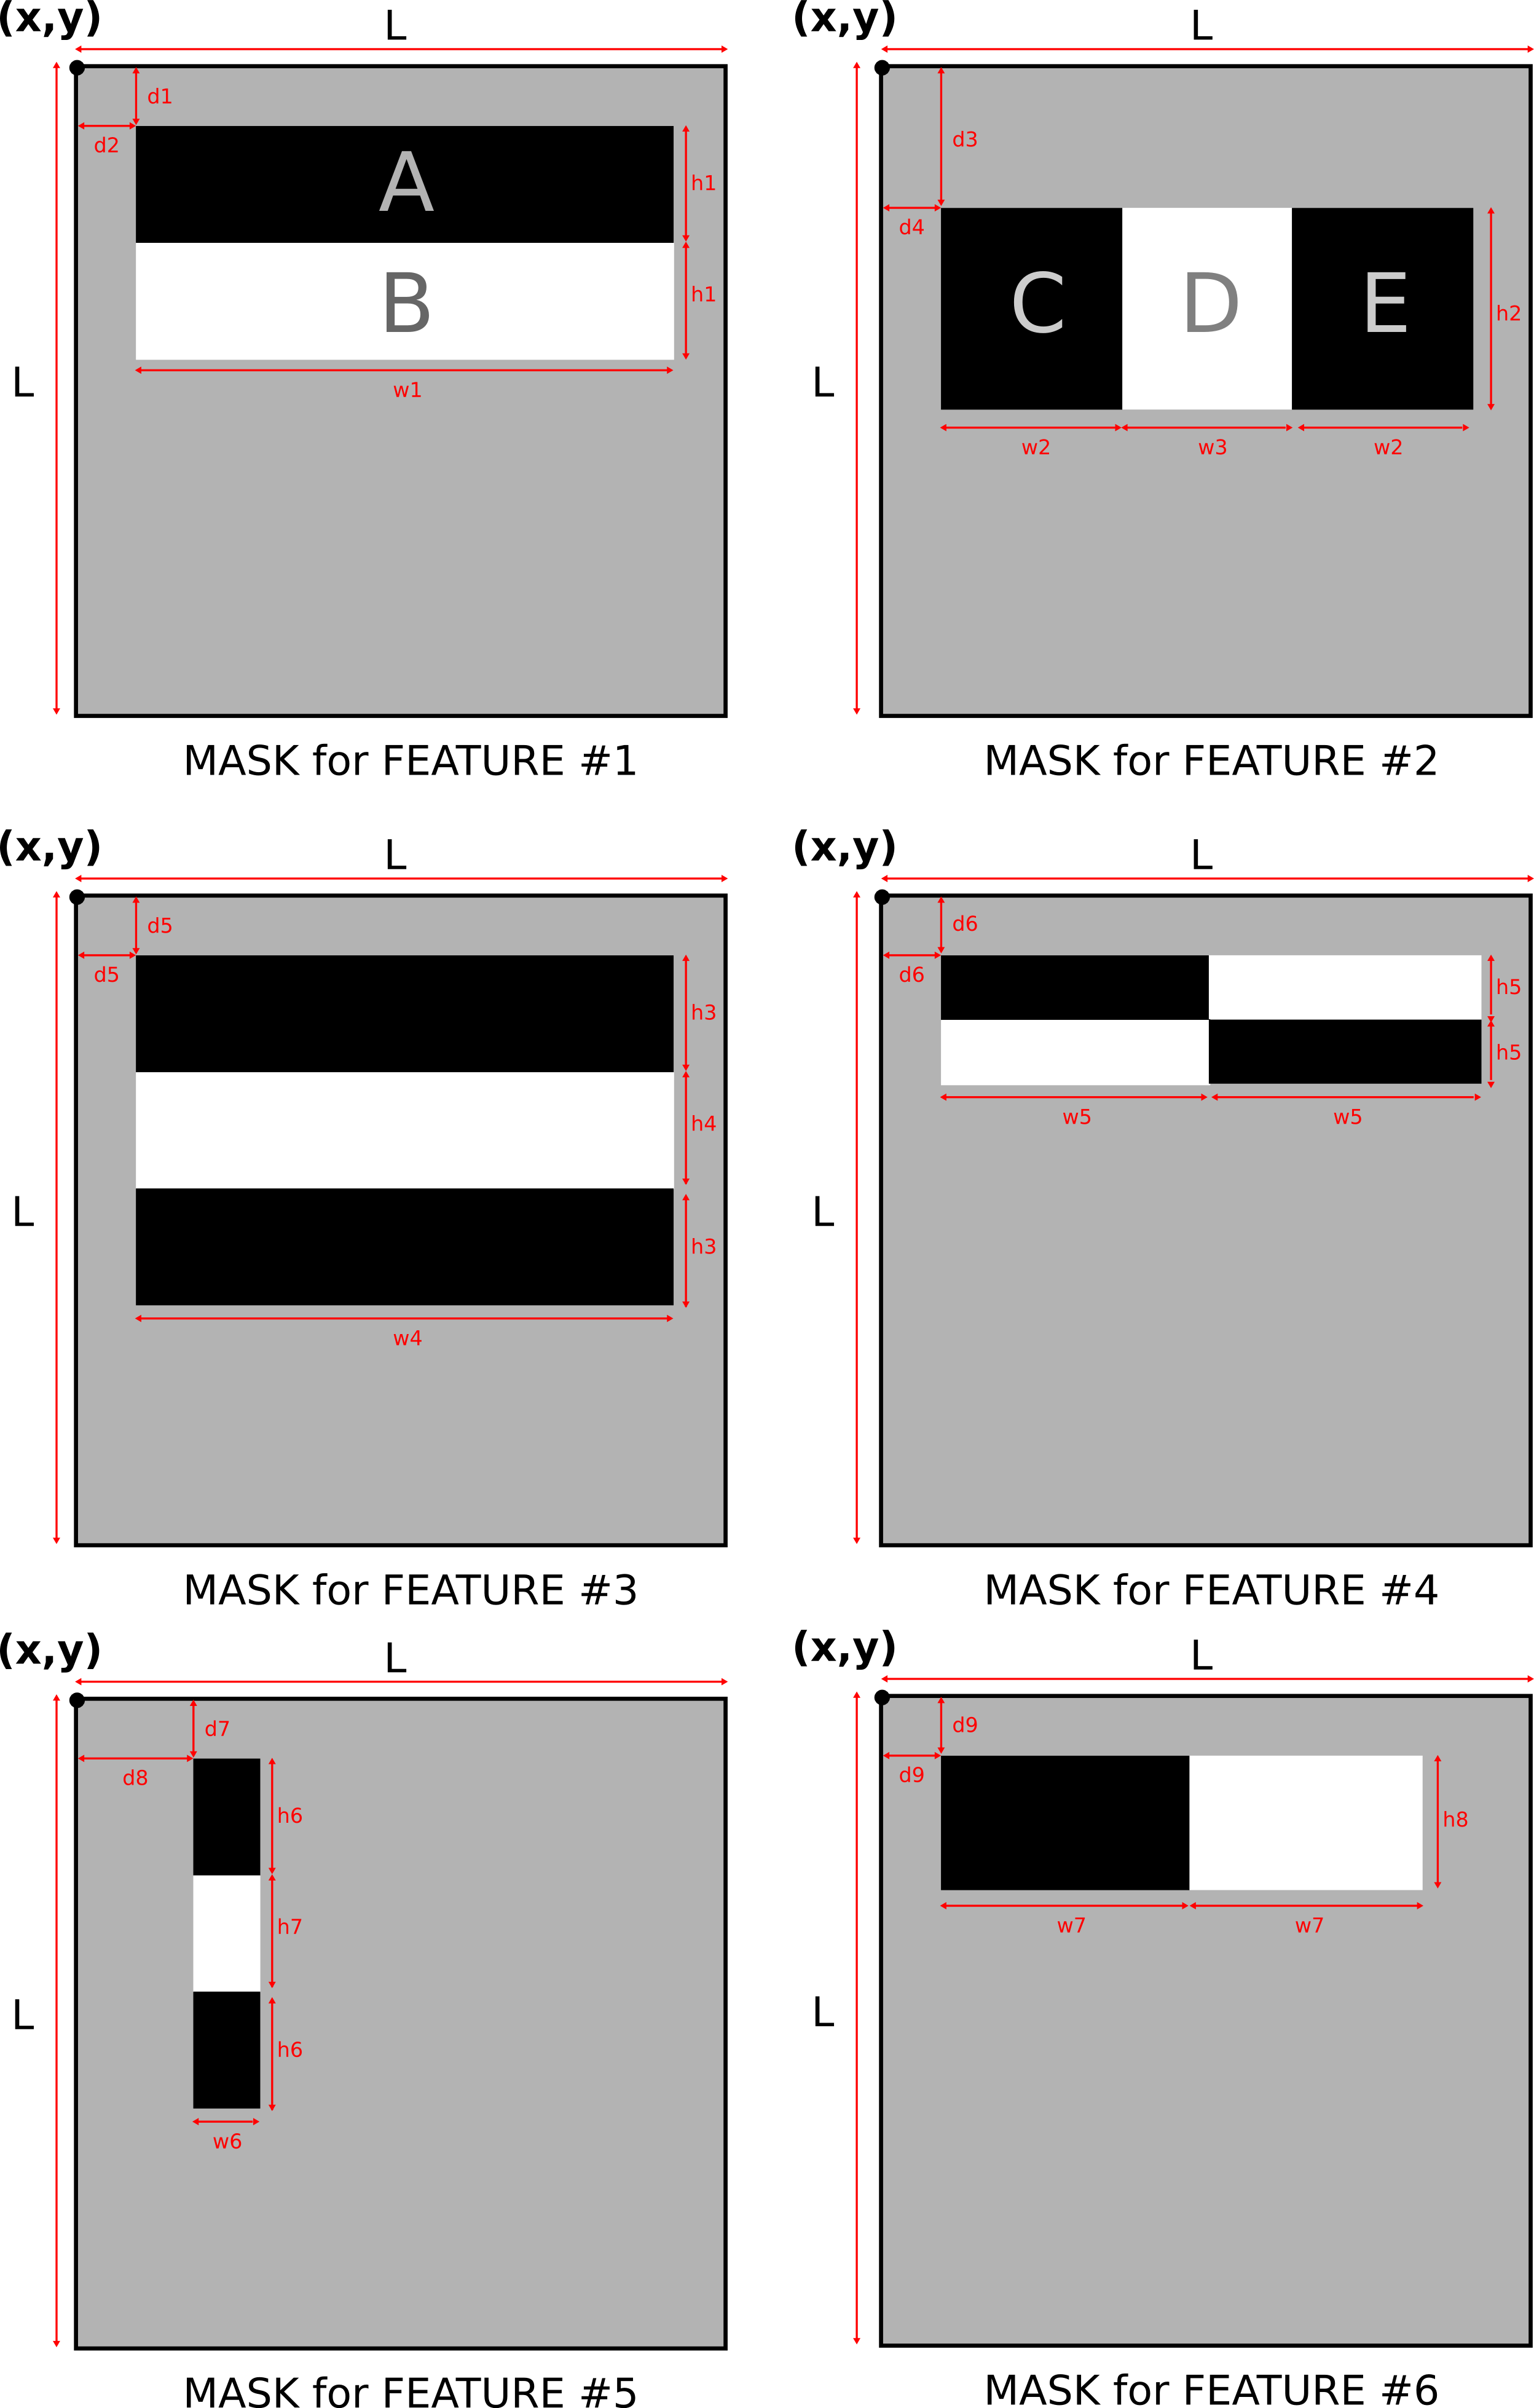 (x,y)
L
d1
d2
A
h1
B
h1
w1
L
MASK for FEATURE #1
(x,y)
L
d3
d4
C D E
h2
w2 w3 w2
L
MASK for FEATURE #2
(x,y)
L
d5
d5
h3
h4
L
h3
w4
MASK for FEATURE #3
(x,y)
L
d6
d6
h5
h5
w5 w5
L
MASK for FEATURE #4
(x,y)
L
d7
d8
h6
h7
L
h6
w6
MASK for FEATURE #5
(x,y)
L
d9
d9
h8
w7 w7
L
MASK for FEATURE #6